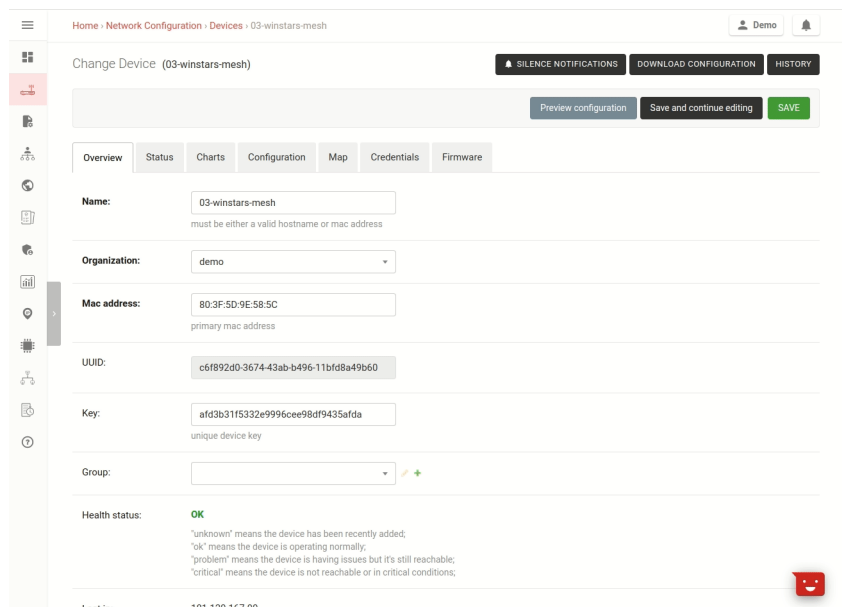 Home › Network Configuration › Devices › 03-winstars-mesh
Demo
Change Device (03-winstars-mesh)
SILENCE NOTIFICATIONS
DOWNLOAD CONFIGURATION
HISTORY
Preview configuration
Save and continue editing
SAVE
Overview
Status
Charts
Configuration
Map
Credentials
Firmware
Name:
03-winstars-mesh
must be either a valid hostname or mac address
Organization:
demo
Mac address:
80:3F:5D:9E:58:5C
primary mac address
UUID:
c6f892d0-3674-43ab-b496-11bfd8a49b60
Key:
afd3b31f5332e9996cee98df9435afda
unique device key
Group:
Health status:
OK
"unknown" means the device has been recently added;
"ok" means the device is operating normally;
"problem" means the device is having issues but it's still reachable;
"critical" means the device is not reachable or in critical conditions;